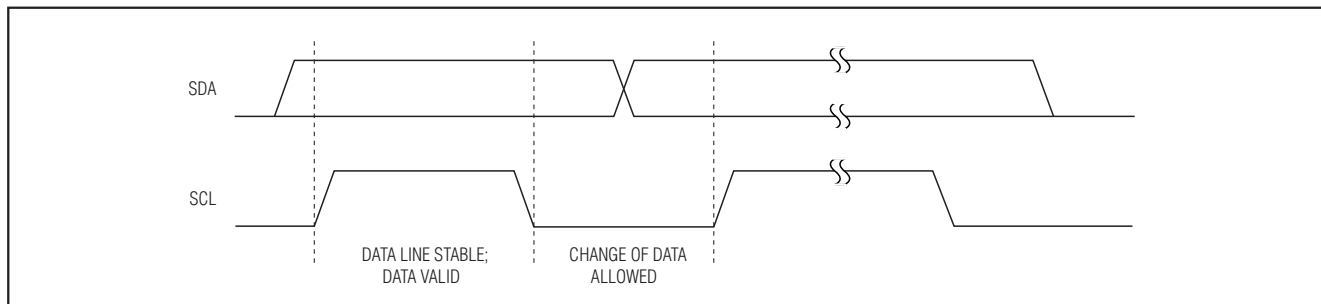 SDA
SCL
DATA LINE STABLE;
DATA VALID
CHANGE OF DATA
ALLOWED